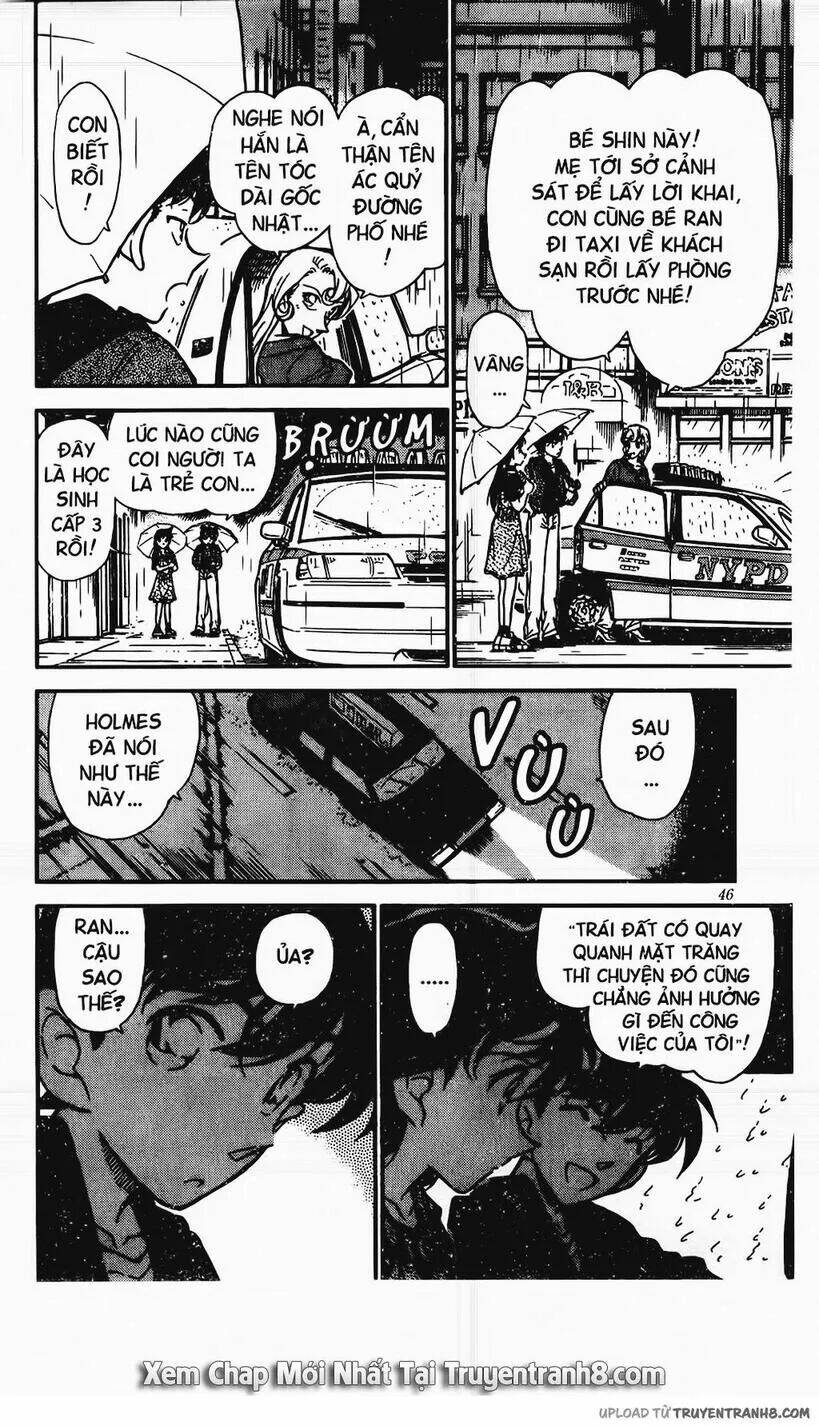 BÉ SHIN NÀY!
MẸ TỚI SỞ CẢNH
SÁT ĐỂ LẤY LỜI KHAI,
CON CÙNG BÉ RAN
ĐI TAXI VỀ KHÁCH
SẠN RỒI LẤY PHÒNG
TRƯỚC NHÉ!
VÂNG
...
NYPD
À, CẨN
THẬN TÊN
ÁC QUỶ
ĐƯỜNG
PHỐ NHÉ
!
NGHE NÓI
HẮN LÀ
TÊN TÓC
DÀI GỐC
NHẬT...
CON
BIẾT
RỒI
!
BRỪỪM
LÚC NÀO CŨNG
COI NGƯỜI TA
LÀ TRẺ CON...
ĐÂY
LÀ HỌC
SINH
CẤP 3
RỒI!
SAU
ĐÓ
...
VÙÙ
HOLMES
ĐÃ NÓI
NHƯ THẾ
NÀY...
46
"TRÁI ĐẤT CÓ QUAY
QUANH MẶT TRĂNG
THÌ CHUYỆN ĐÓ CŨNG
CHẲNG ẢNH HƯỞNG
GÌ ĐẾN CÔNG
VIỆC CỦA TÔI"!
......
ỦA?
RAN...
CẬU
SAO
THẾ?
Xem Chap Mới Nhất Tại Truyentranh8.com
UPLOAD TỪ TRUYENTRANH8.COM